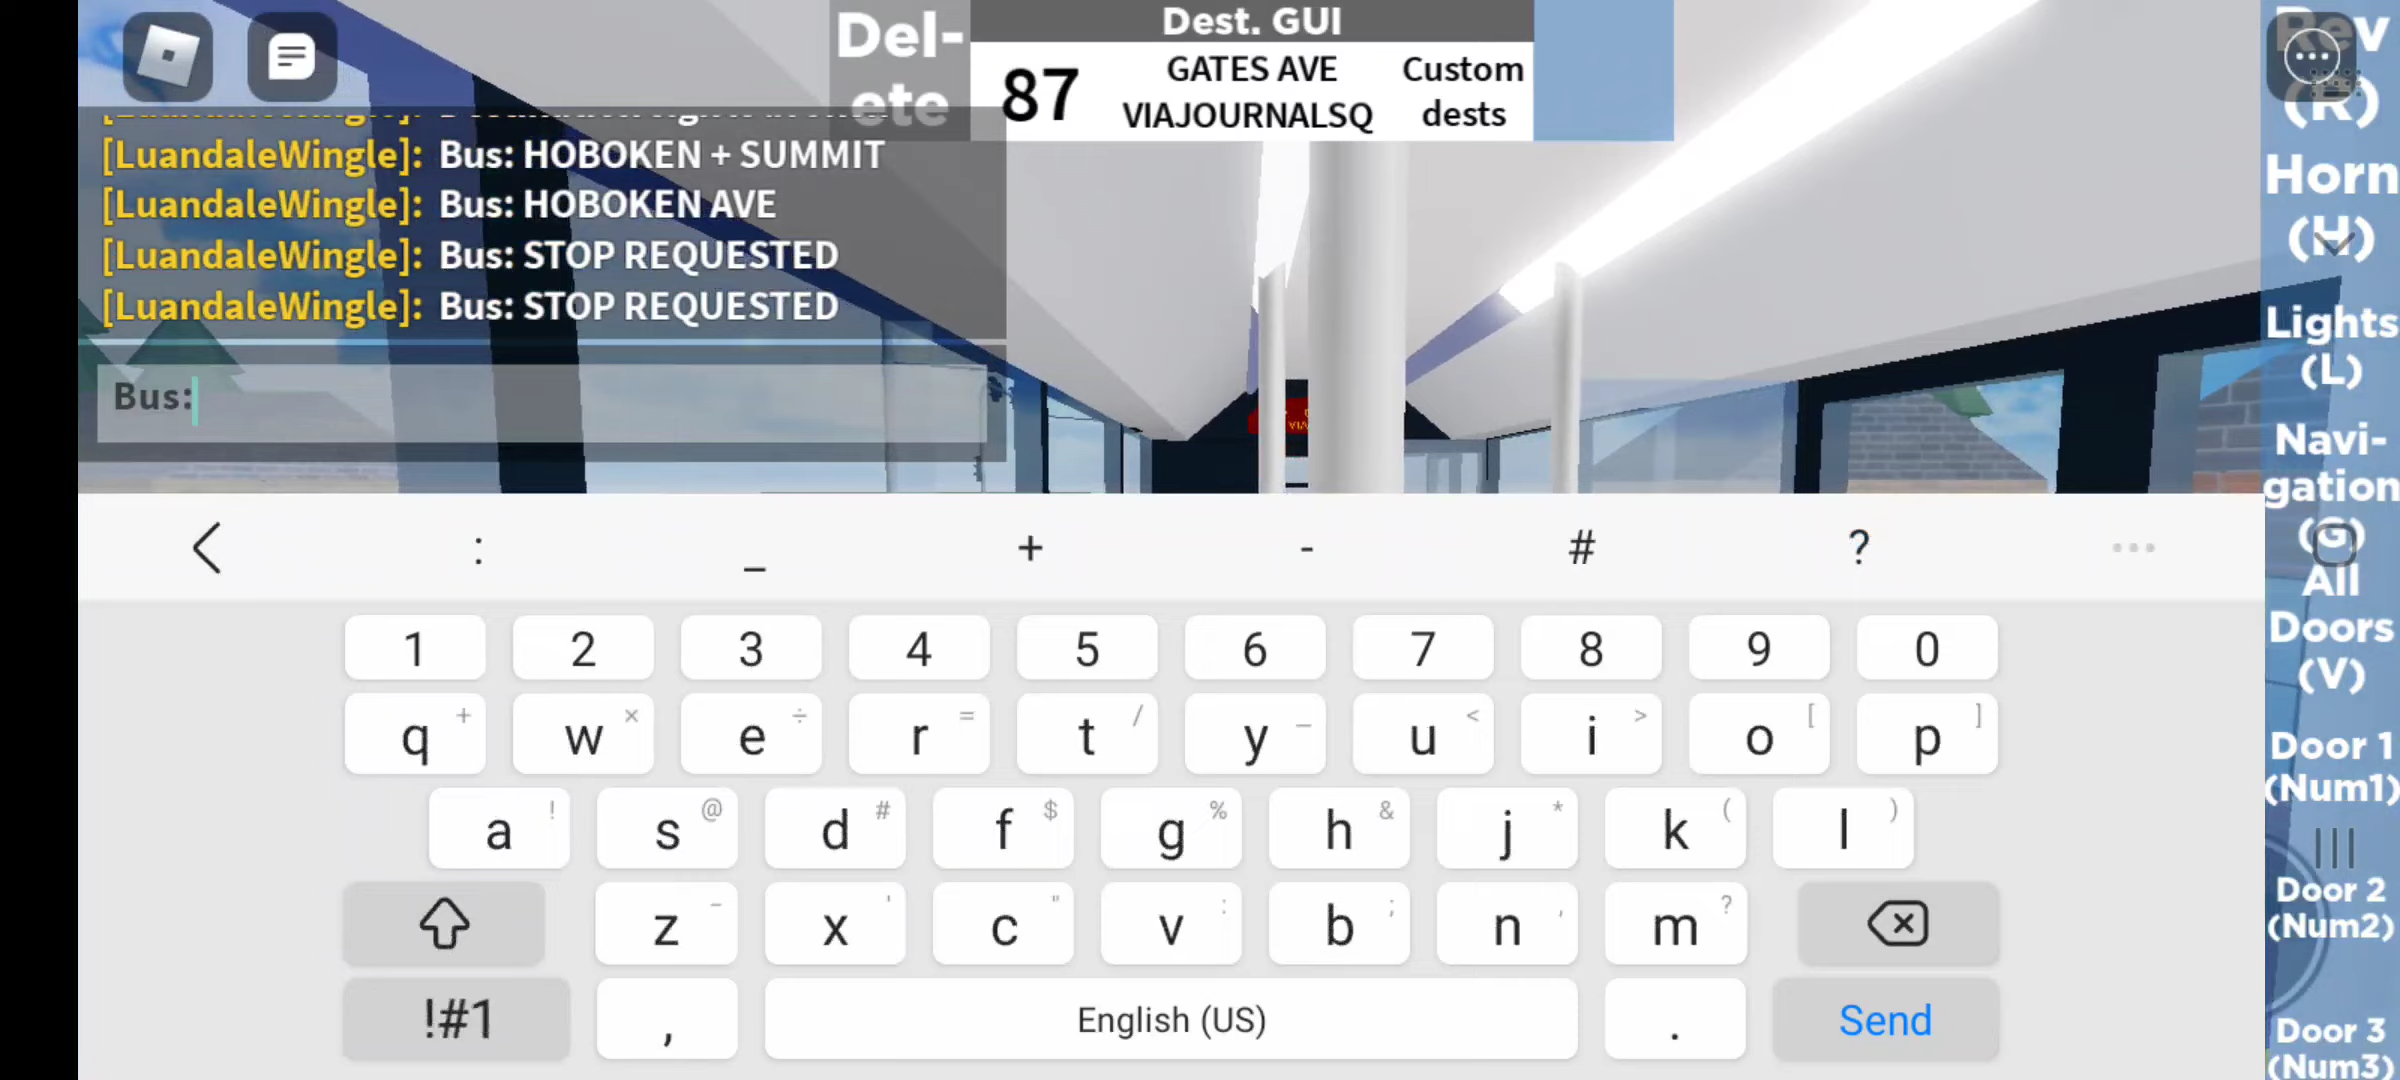 Del-
ete
Dest. GUI
87
GATES AVE
VIAJOURNALSQ
Custom
dests
[LuandaleWingle]: Bus: HOBOKEN + SUMMIT
[LuandaleWingle]: Bus: HOBOKEN AVE
[LuandaleWingle]: Bus: STOP REQUESTED
[LuandaleWingle]: Bus: STOP REQUESTED
Bus:
Rev
(R)
Horn
(H)
Lights
(L)
Navi-
gation
(G)
All
Doors
(V)
Door 1
(Num1)
Door 2
(Num2)
Door 3
(Num3)
: _ + - # ?
1 2 3 4 5 6 7 8 9 0
q + w × e ÷ r = t / y _ u < i > o [ p ]
a ! s @ d # f $ g % h & j * k ( l )
z - x ' c " v : b ; n , m ?
!#1 , English (US) . Send